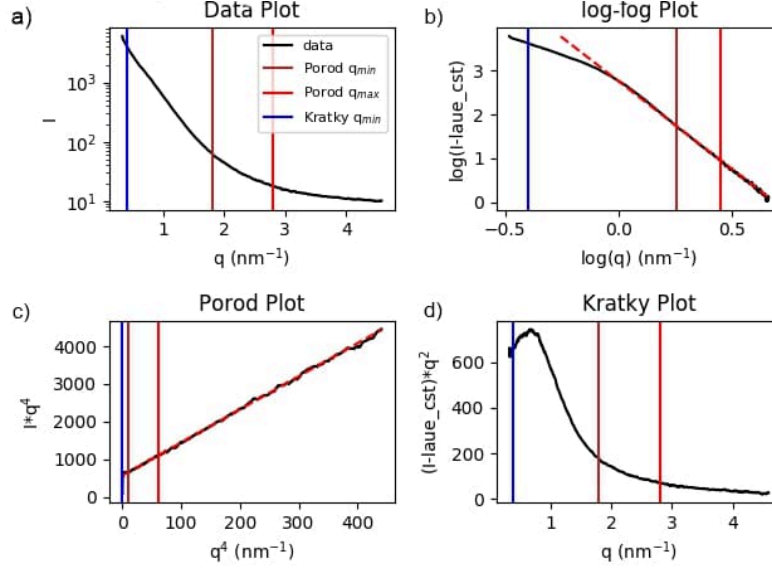 a)
Data Plot
10³
10²
10¹
I
data
Porod qmin
Porod qmax
Kratky qmin
1
2
3
4
q (nm⁻¹)
b)
log-log Plot
3
2
1
0
log(I-laue_cst)
−0.5
0.0
0.5
log(q) (nm⁻¹)
c)
Porod Plot
4000
3000
2000
1000
0
I*q⁴
0
100
200
300
400
q⁴ (nm⁻¹)
d)
Kratky Plot
600
400
200
0
(I-laue_cst)*q²
1
2
3
4
q (nm⁻¹)